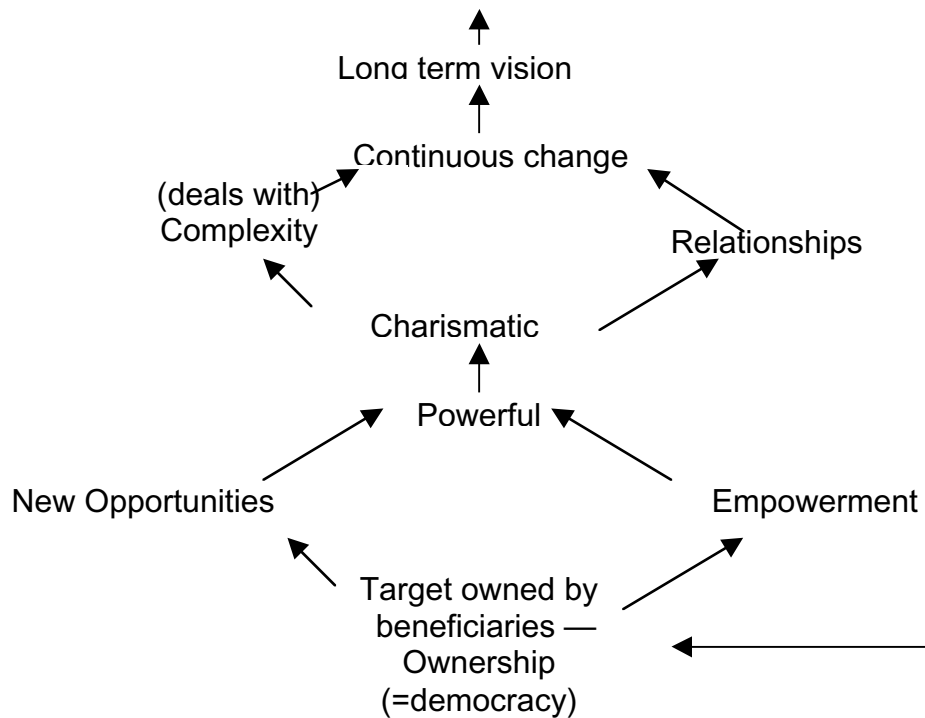 Long term vision
Continuous change
(deals with)
Complexity
Relationships
Charismatic
Powerful
New Opportunities
Empowerment
Target owned by
beneficiaries —
Ownership
(=democracy)